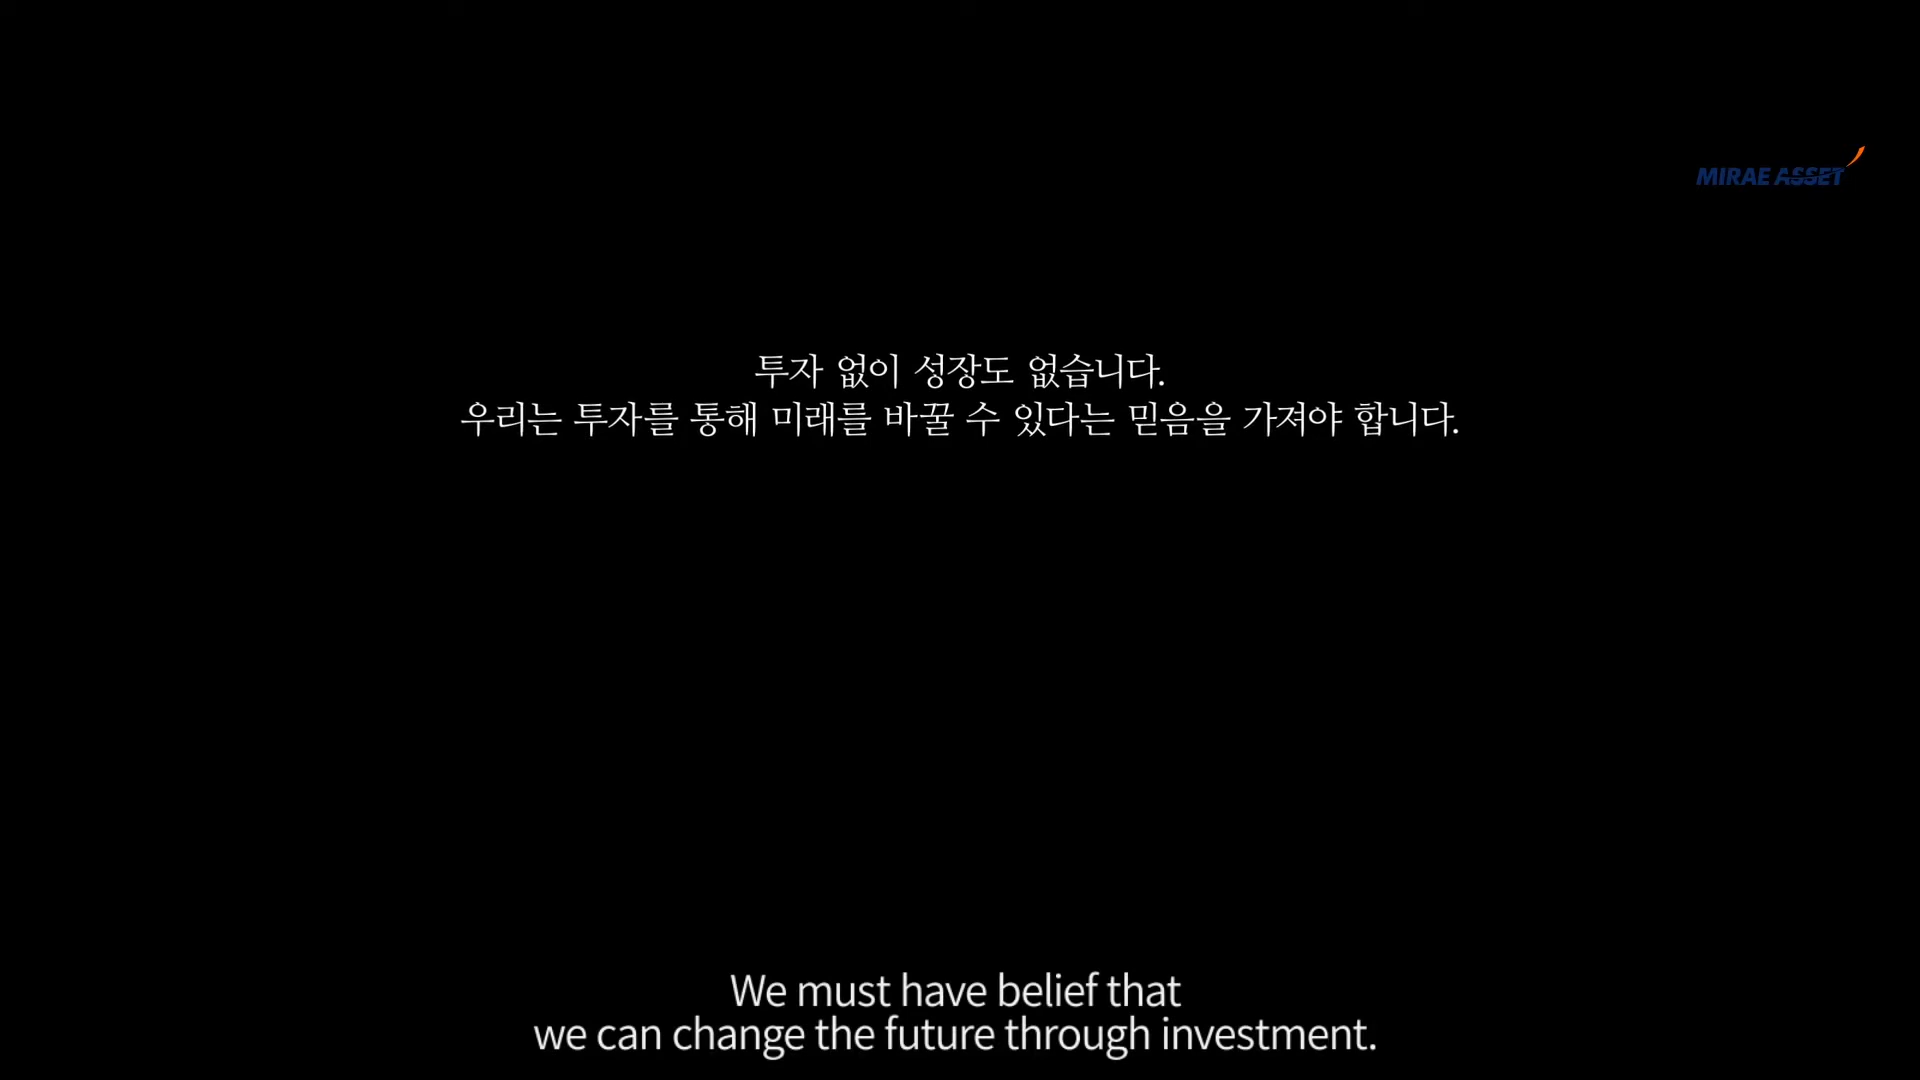 MIRAE ASSET
투자 없이 성장도 없습니다.
우리는 투자를 통해 미래를 바꿀 수 있다는 믿음을 가져야 합니다.
We must have belief that
we can change the future through investment.